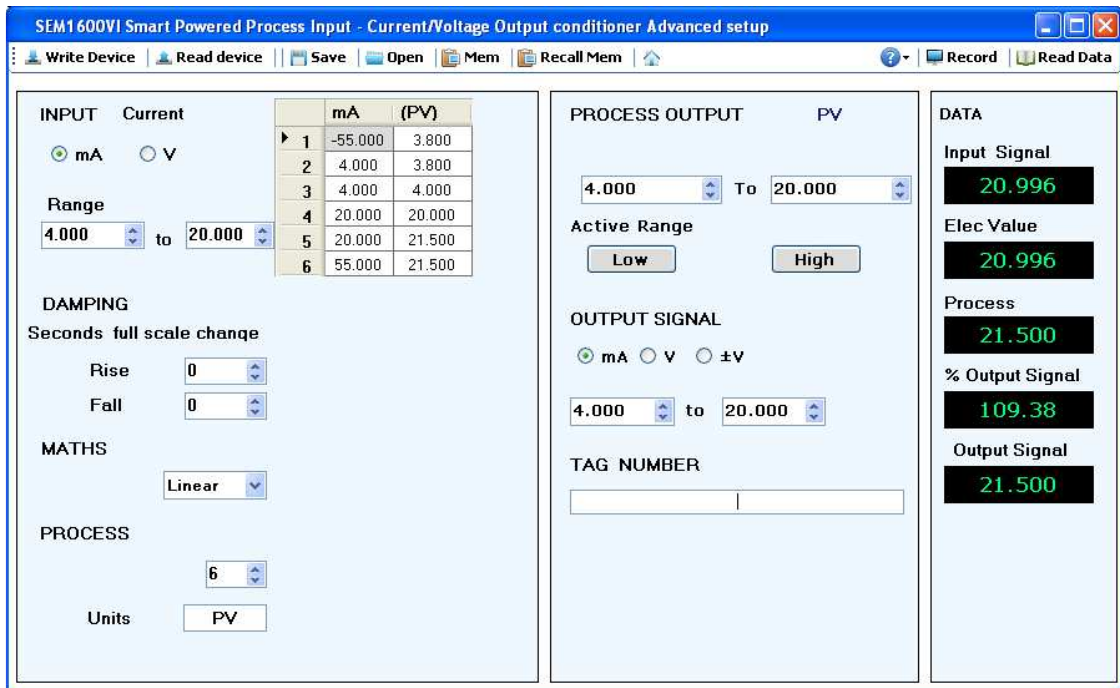 SEM1600VI Smart Powered Process Input - Current/Voltage Output conditioner Advanced setup
Write Device Read device Save Open Mem Recall Mem ? Record Read Data
INPUT Current
mA V
Range
4.000 to 20.000
mA (PV)
1 -55.000 3.800
2 4.000 3.800
3 4.000 4.000
4 20.000 20.000
5 20.000 21.500
6 55.000 21.500
DAMPING
Seconds full scale change
Rise 0
Fall 0
MATHS
Linear
PROCESS
6
Units PV
PROCESS OUTPUT PV
4.000 To 20.000
Active Range
Low High
OUTPUT SIGNAL
mA V ±V
4.000 to 20.000
TAG NUMBER
DATA
Input Signal
20.996
Elec Value
20.996
Process
21.500
% Output Signal
109.38
Output Signal
21.500